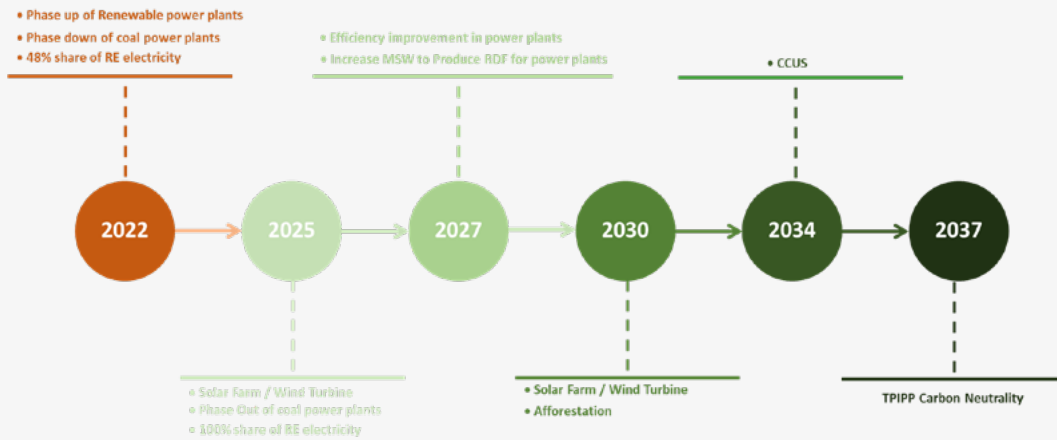 • Phase up of Renewable power plants
• Phase down of coal power plants
• 48% share of RE electricity
• Efficiency improvement in power plants
• Increase MSW to Produce RDF for power plants
• CCUS
2022
2025
2027
2030
2034
2037
• Solar Farm / Wind Turbine
• Phase Out of coal power plants
• 100% share of RE electricity
• Solar Farm / Wind Turbine
• Afforestation
TPIPP Carbon Neutrality